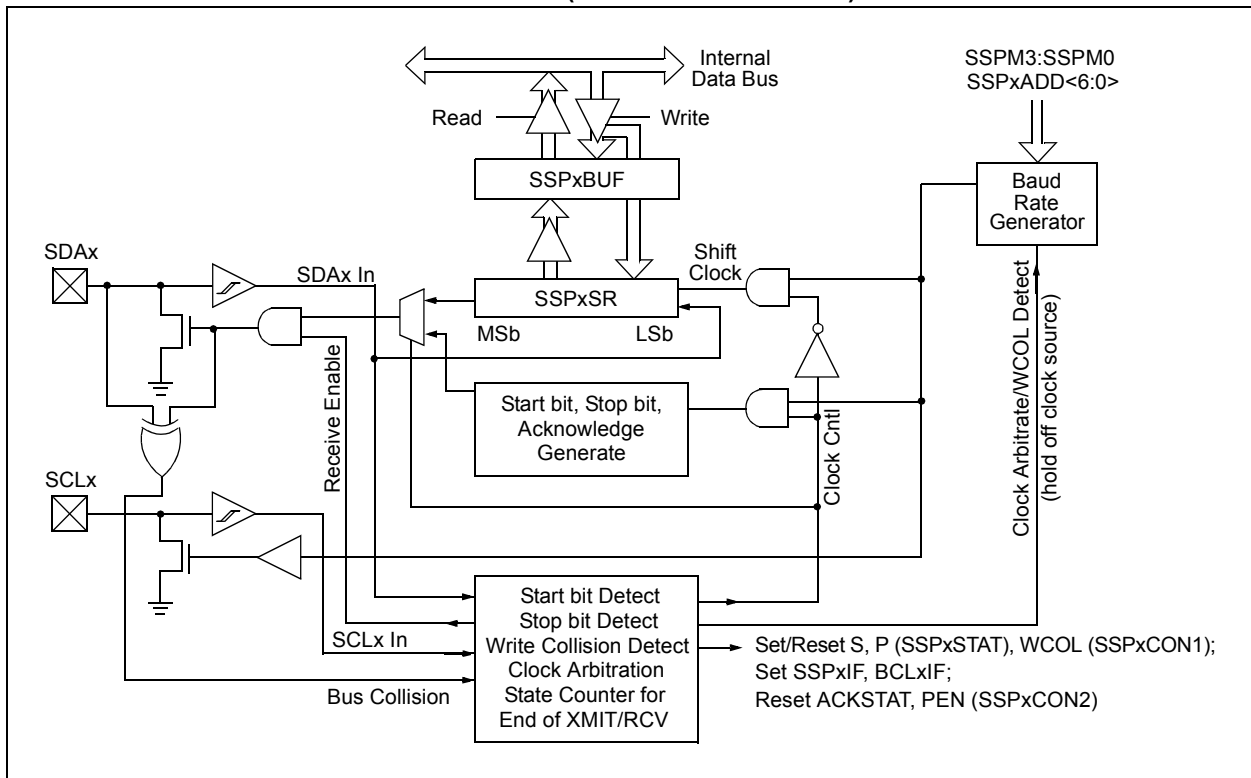 Internal
Data Bus
SSPM3:SSPM0
SSPxADD<6:0>
Read
Write
SSPxBUF
Baud
Rate
Generator
SDAx
SDAx In
Shift
Clock
SSPxSR
MSb
LSb
Receive Enable
Start bit, Stop bit,
Acknowledge
Generate
Clock Cntl
Clock Arbitrate/WCOL Detect
(hold off clock source)
SCLx
SCLx In
Bus Collision
Start bit Detect
Stop bit Detect
Write Collision Detect
Clock Arbitration
State Counter for
End of XMIT/RCV
Set/Reset S, P (SSPxSTAT), WCOL (SSPxCON1);
Set SSPxIF, BCLxIF;
Reset ACKSTAT, PEN (SSPxCON2)